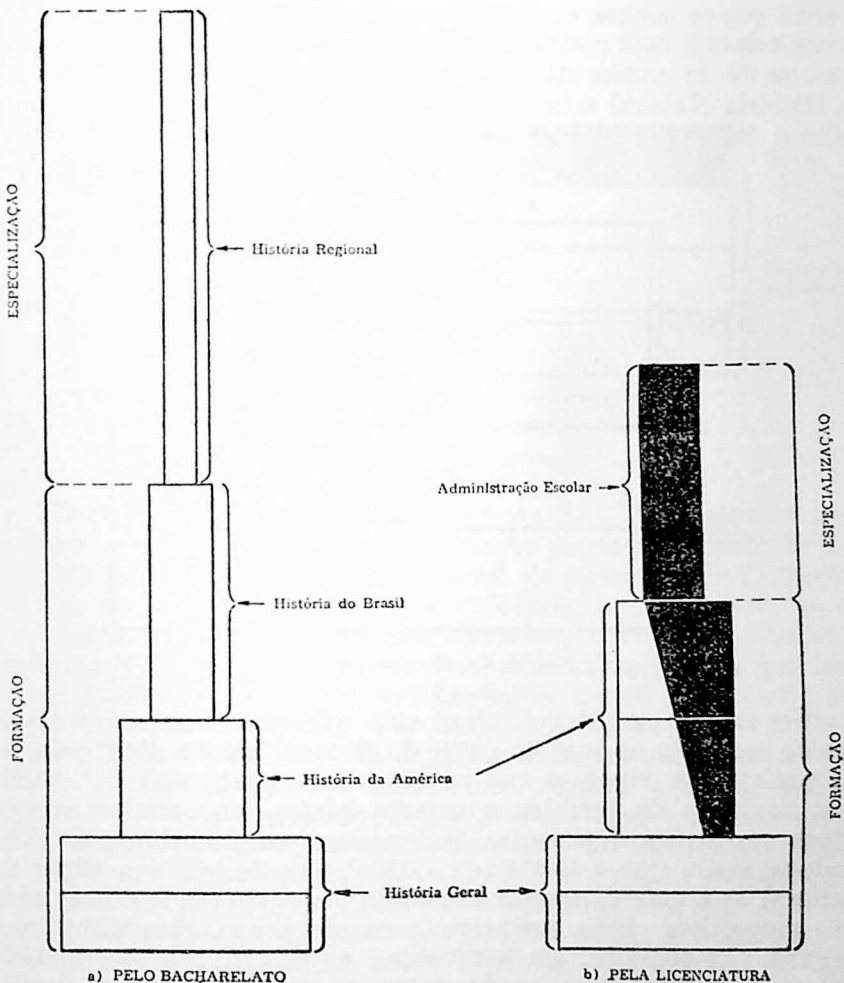 ESPECIALIZAÇÃO
História Regional
Administração Escolar
ESPECIALIZAÇÃO
História do Brasil
FORMAÇÃO
História da América
FORMAÇÃO
História Geral
a) PELO BACHARELATO
b) PELA LICENCIATURA